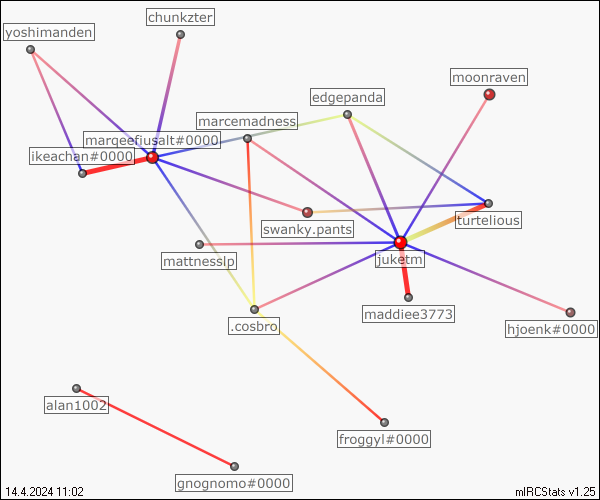 chunkzter
yoshimanden
moonraven
edgepanda
marcemadness
marqeefiusalt#0000
ikeachan#0000
turtelious
swanky.pants
mattnesslp
juketm
maddiee3773
.cosbro
hjoenk#0000
alan1002
froggyl#0000
gnognomo#0000
14.4.2024 11:02
mIRCStats v1.25